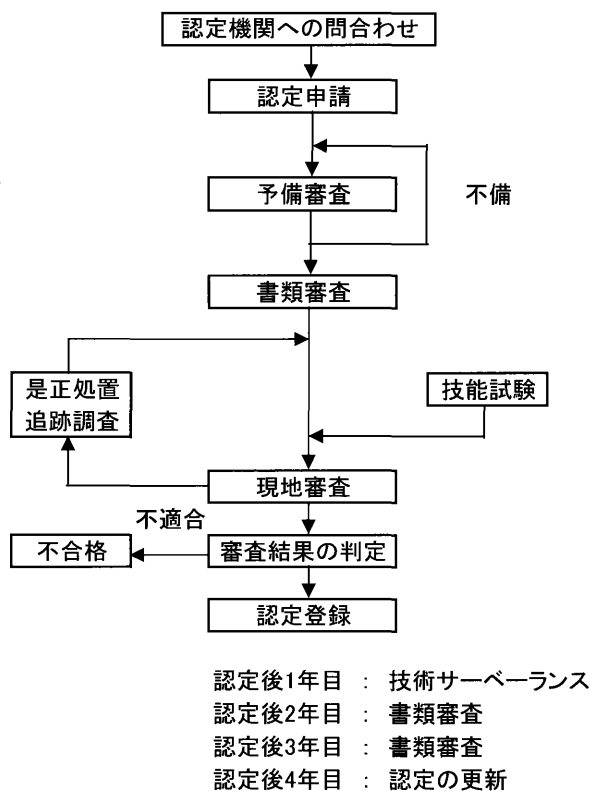 認定機関への問合わせ
認定申請
予備審査
不備
書類審査
是正処置
追跡調査
技能試験
現地審査
不適合
不合格
審査結果の判定
認定登録
認定後1年目 : 技術サーベーランス
認定後2年目 : 書類審査
認定後3年目 : 書類審査
認定後4年目 : 認定の更新